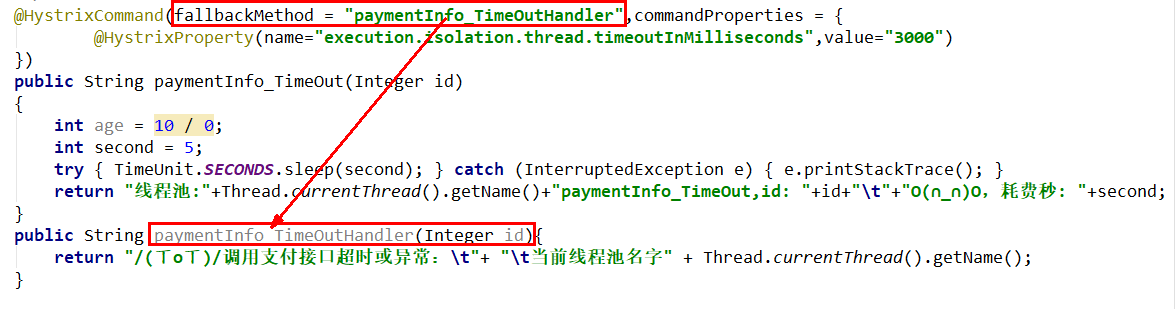 @HystrixCommand(fallbackMethod = "paymentInfo_TimeOutHandler",commandProperties = {
        @HystrixProperty(name="execution.isolation.thread.timeoutInMilliseconds",value="3000")
})
public String paymentInfo_TimeOut(Integer id)
{
    int age = 10 / 0;
    int second = 5;
    try { TimeUnit.SECONDS.sleep(second); } catch (InterruptedException e) { e.printStackTrace(); }
    return "线程池:"+Thread.currentThread().getName()+"paymentInfo_TimeOut,id: "+id+"\t"+"O(∩_∩)O，耗费秒: "+second;
}
public String paymentInfo_TimeOutHandler(Integer id){
    return "/(ㄒoㄒ)/调用支付接口超时或异常：\t"+ "\t当前线程池名字" + Thread.currentThread().getName();
}